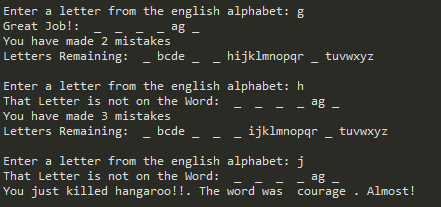 Enter a letter from the english alphabet: g
Great Job!:  _  _  _  _ ag _
You have made 2 mistakes
Letters Remaining:  _ bcde _  _  _ hijklmnopqr _ tuvwxyz
Enter a letter from the english alphabet: h
That Letter is not on the Word:  _  _  _  _ ag _
You have made 3 mistakes
Letters Remaining:  _ bcde _  _  _  _ ijklmnopqr _ tuvwxyz
Enter a letter from the english alphabet: j
That Letter is not on the Word:  _  _  _  _ ag _
You just killed hangaroo!!. The word was  courage . Almost!